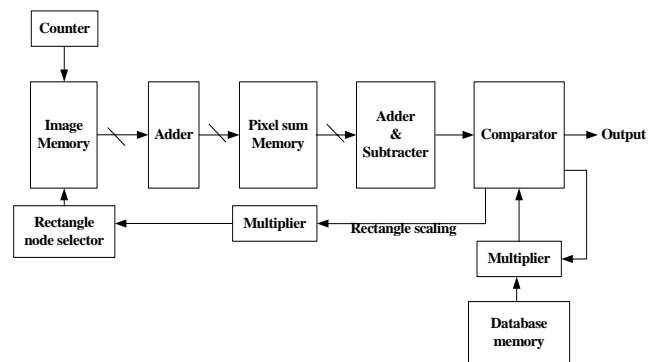 Counter
Image
Memory
Adder
Pixel sum
Memory
Adder
&
Subtracter
Comparator
Output
Rectangle
node selector
Multiplier
Rectangle scaling
Multiplier
Database
memory